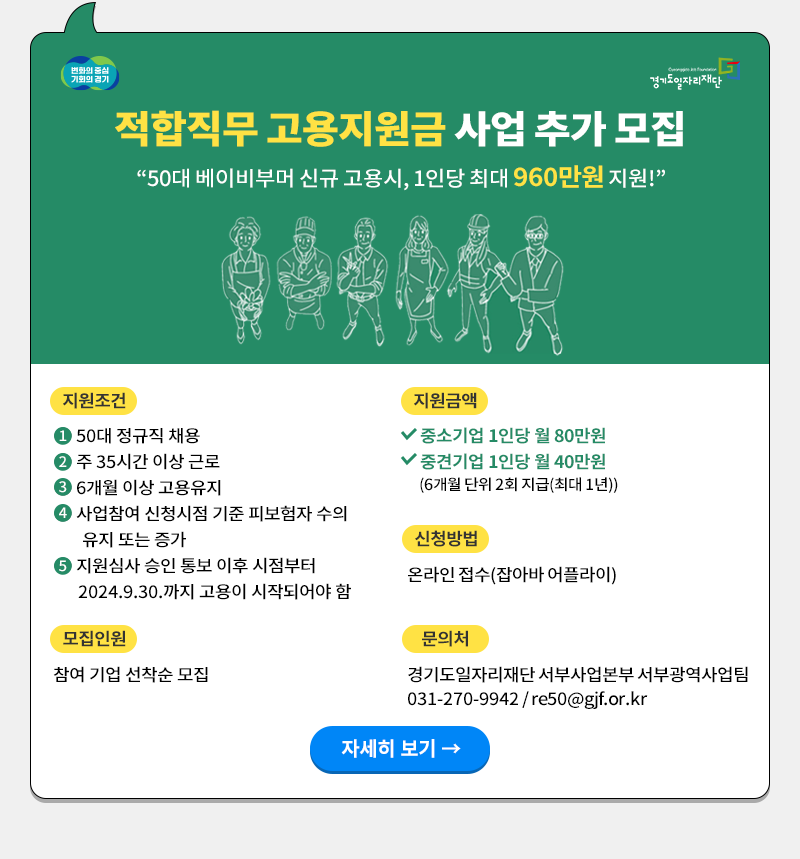 변화의 중심
기회의 경기
Gyeonggido Job Foundation
경기도일자리재단
적합직무 고용지원금 사업 추가 모집
“50대 베이비부머 신규 고용시, 1인당 최대 960만원 지원!”
지원조건
1 50대 정규직 채용
2 주 35시간 이상 근로
3 6개월 이상 고용유지
4 사업참여 신청시점 기준 피보험자 수의
유지 또는 증가
5 지원심사 승인 통보 이후 시점부터
2024.9.30.까지 고용이 시작되어야 함
모집인원
참여 기업 선착순 모집
지원금액
✓ 중소기업 1인당 월 80만원
✓ 중견기업 1인당 월 40만원
(6개월 단위 2회 지급(최대 1년))
신청방법
온라인 접수(잡아바 어플라이)
문의처
경기도일자리재단 서부사업본부 서부광역사업팀
031-270-9942 / re50@gjf.or.kr
자세히 보기 →